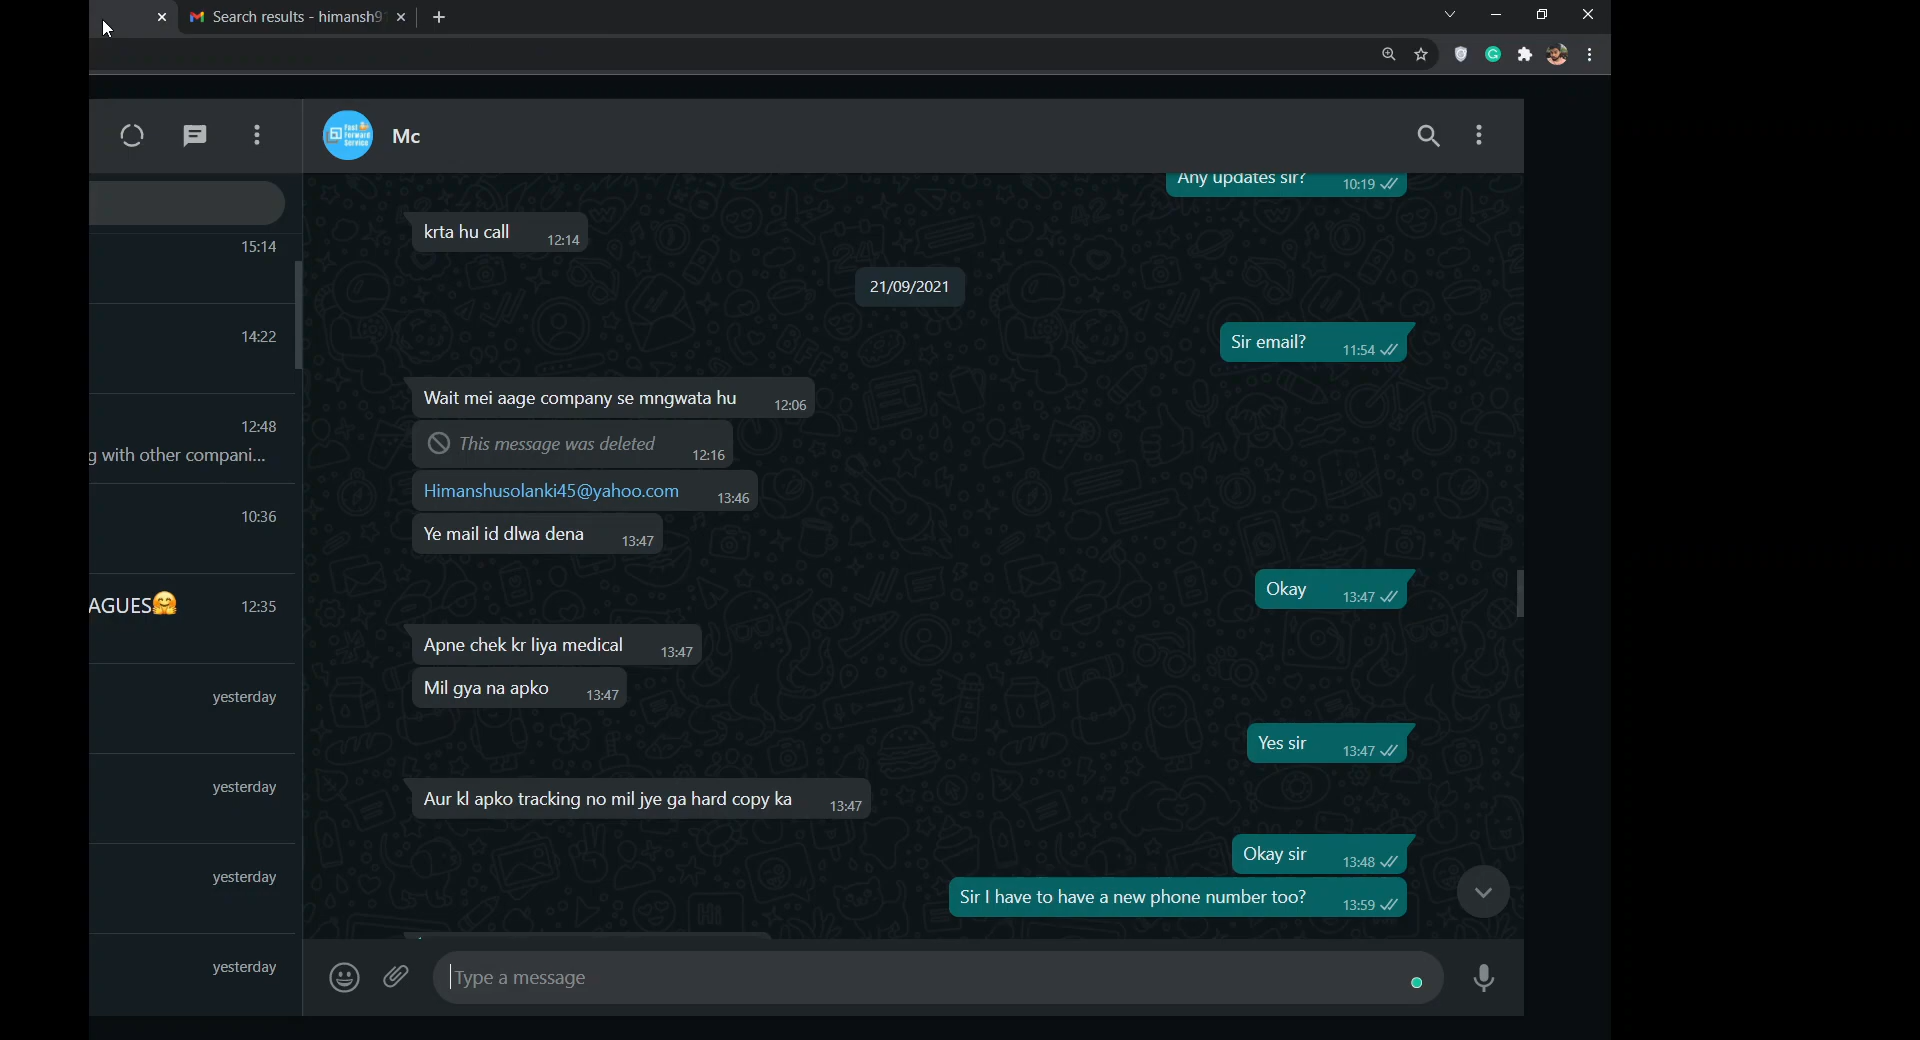 Search results - himansh9
Mc
Fast
Forward
Service
Any updates sir? 10:19
krta hu call 12:14
21/09/2021
Sir email? 11:54
Wait mei aage company se mngwata hu 12:06
This message was deleted 12:16
Himanshusolanki45@yahoo.com 13:46
Ye mail id dlwa dena 13:47
Okay 13:47
Apne chek kr liya medical 13:47
Mil gya na apko 13:47
Yes sir 13:47
Aur kl apko tracking no mil jye ga hard copy ka 13:47
Okay sir 13:48
Sir I have to have a new phone number too? 13:59
Type a message
15:14
14:22
12:48
g with other compani...
10:36
AGUES🤗 12:35
yesterday
yesterday
yesterday
yesterday